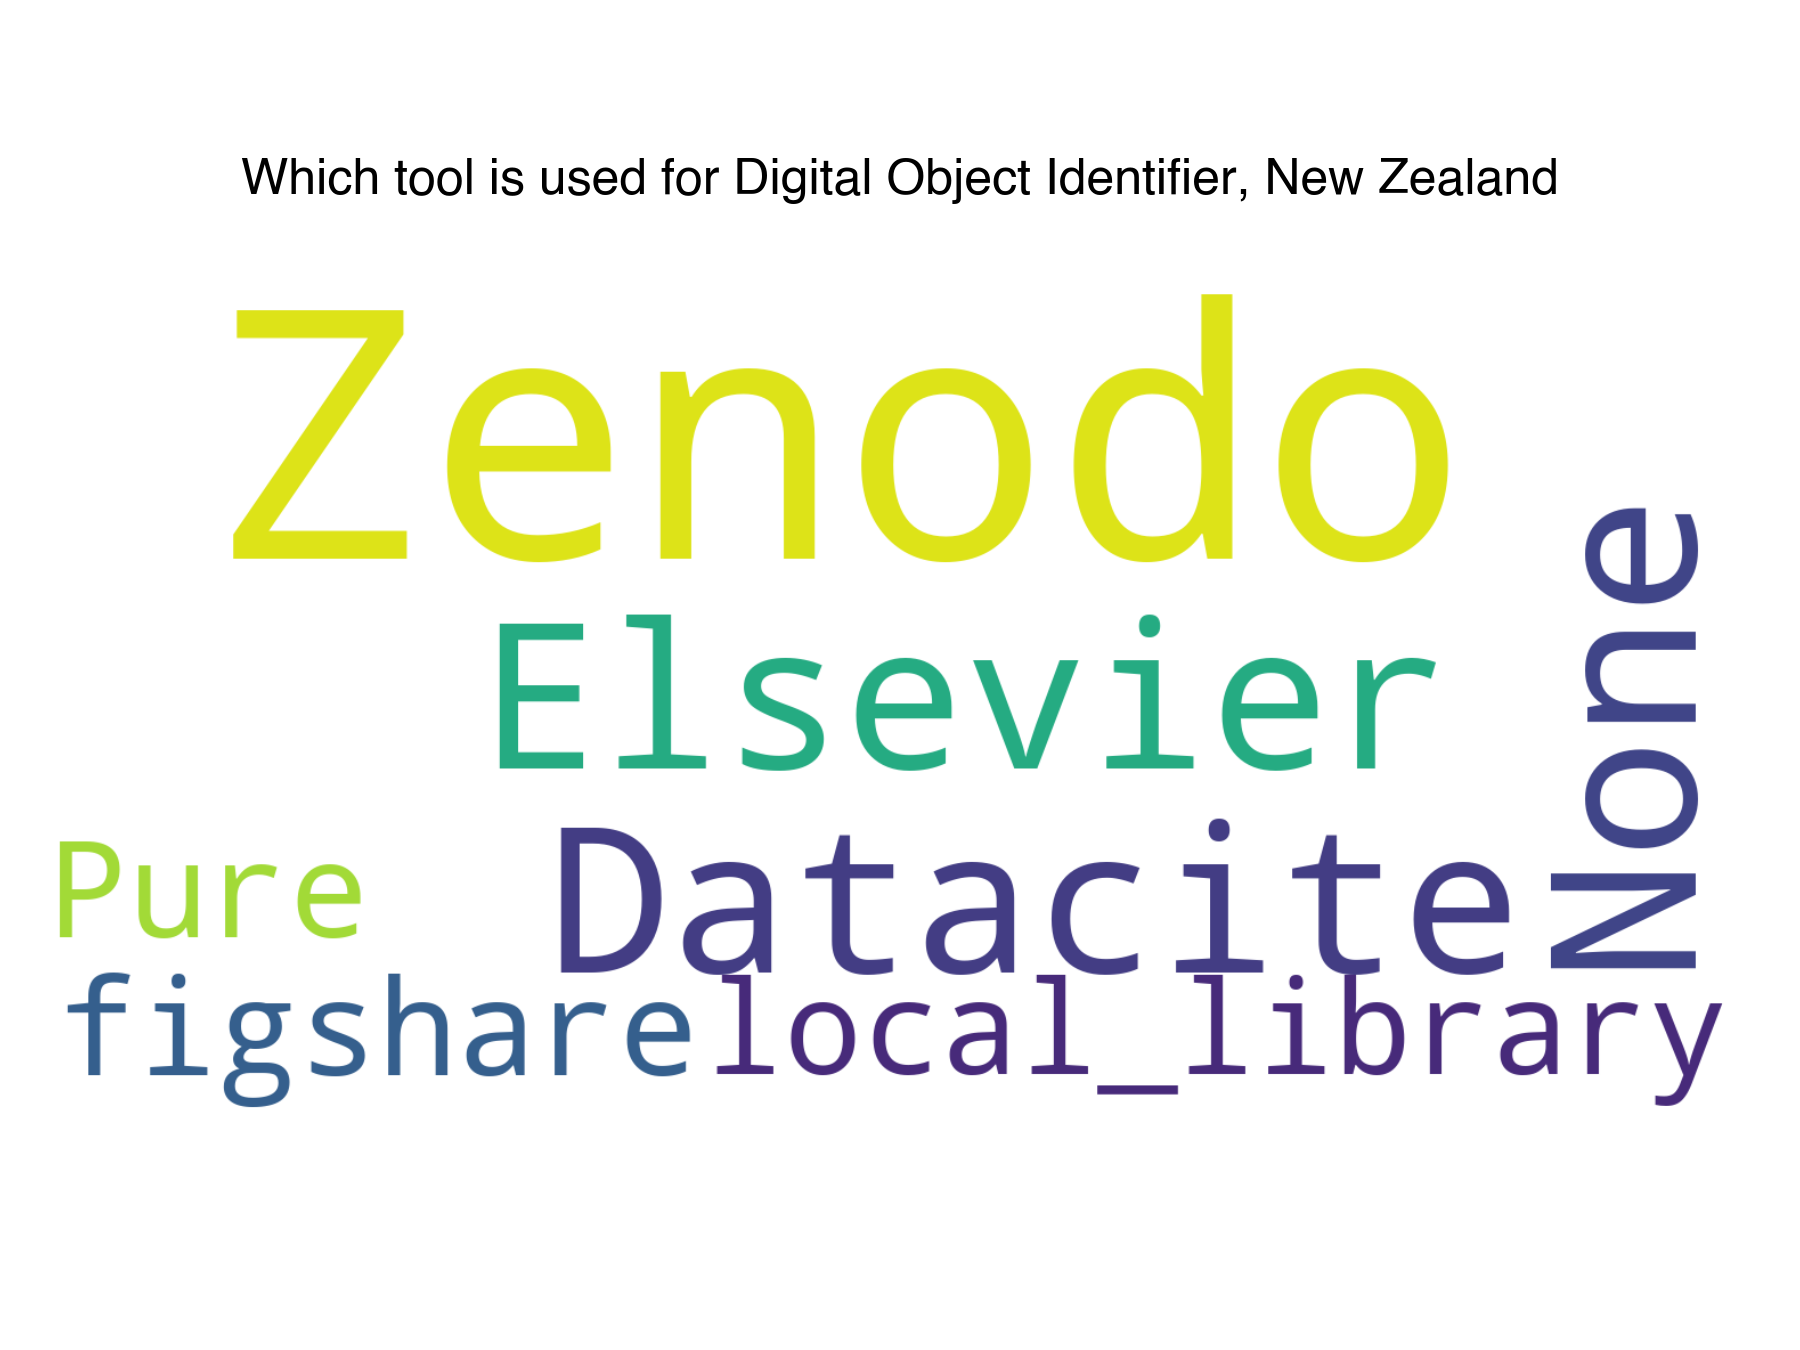 Which tool is used for Digital Object Identifier, New Zealand
Zenodo
Elsevier
None
Datacite
Pure
figshare
local_library